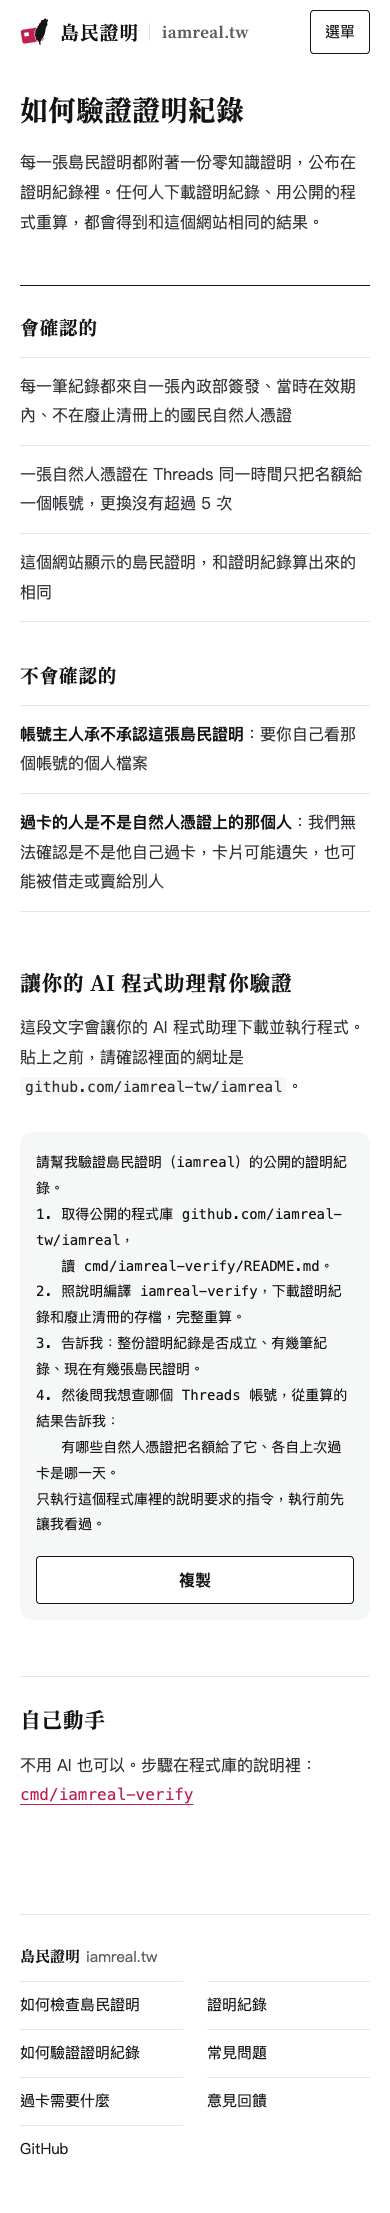 島民證明 iamreal.tw 選單
如何驗證證明紀錄
每一張島民證明都附著一份零知識證明，公布在
證明紀錄裡。任何人下載證明紀錄、用公開的程
式重算，都會得到和這個網站相同的結果。
會確認的
每一筆紀錄都來自一張內政部簽發、當時在效期
內、不在廢止清冊上的國民自然人憑證
一張自然人憑證在 Threads 同一時間只把名額給
一個帳號，更換沒有超過 5 次
這個網站顯示的島民證明，和證明紀錄算出來的
相同
不會確認的
帳號主人承不承認這張島民證明：要你自己看那
個帳號的個人檔案
過卡的人是不是自然人憑證上的那個人：我們無
法確認是不是他自己過卡，卡片可能遺失，也可
能被借走或賣給別人
讓你的 AI 程式助理幫你驗證
這段文字會讓你的 AI 程式助理下載並執行程式。
貼上之前，請確認裡面的網址是
github.com/iamreal-tw/iamreal。
請幫我驗證島民證明（iamreal）的公開的證明紀
錄。
1. 取得公開的程式庫 github.com/iamreal-
tw/iamreal，
讀 cmd/iamreal-verify/README.md。
2. 照說明編譯 iamreal-verify，下載證明紀
錄和廢止清冊的存檔，完整重算。
3. 告訴我：整份證明紀錄是否成立、有幾筆紀
錄、現在有幾張島民證明。
4. 然後問我想查哪個 Threads 帳號，從重算的
結果告訴我：
有哪些自然人憑證把名額給了它、各自上次過
卡是哪一天。
只執行這個程式庫裡的說明要求的指令，執行前先
讓我看過。
複製
自己動手
不用 AI 也可以。步驟在程式庫的說明裡：
cmd/iamreal-verify
島民證明 iamreal.tw
如何檢查島民證明 證明紀錄
如何驗證證明紀錄 常見問題
過卡需要什麼 意見回饋
GitHub